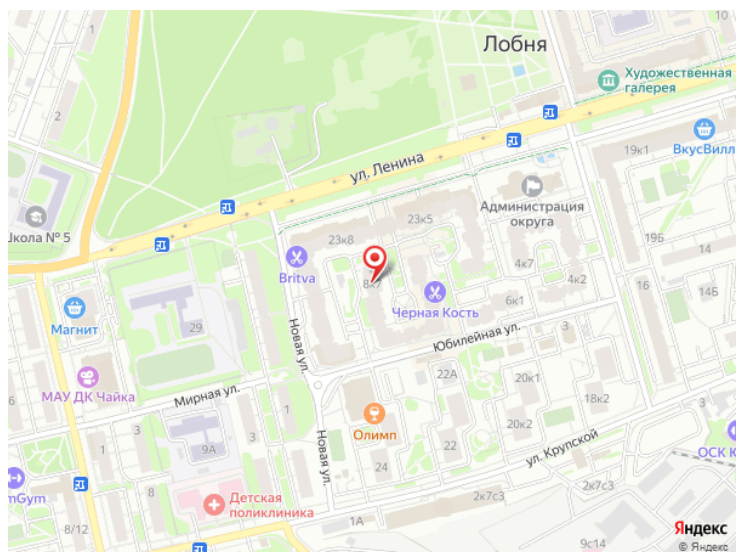 1
Лобня
Художественная
галерея
2
19к1
ВкусВилл
ул. Ленина
Школа № 5
Администрация
округа
23к5
23к8
19Б
14
Britva
4к7
8к7
4к2
14Б
Магнит
Черная Кость
6к1
29
Новая ул.
Юбилейная ул.
3
16
МАУ ДК Чайка
22А
20к1
Мирная ул.
18к2
1
20к2
3
Олимп
22
9А
Новая ул.
ул. Крупской
ОСК
24
8
Детская
поликлиника
2к7с3
2к7с3
8/12
1А
9с14
Яндекс
© Яндекс